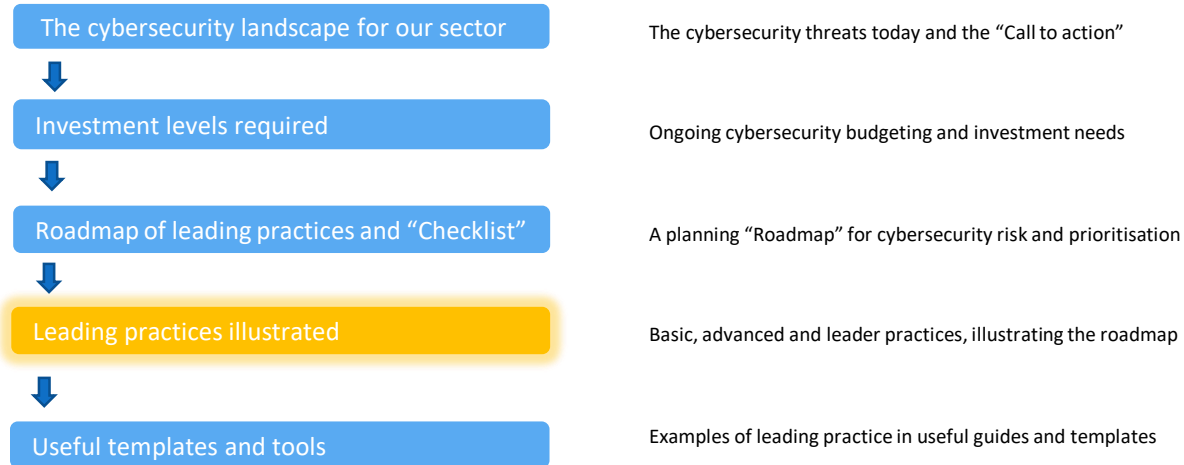 The cybersecurity landscape for our sector
The cybersecurity threats today and the “Call to action”
Investment levels required
Ongoing cybersecurity budgeting and investment needs
Roadmap of leading practices and “Checklist”
A planning “Roadmap” for cybersecurity risk and prioritisation
Leading practices illustrated
Basic, advanced and leader practices, illustrating the roadmap
Useful templates and tools
Examples of leading practice in useful guides and templates